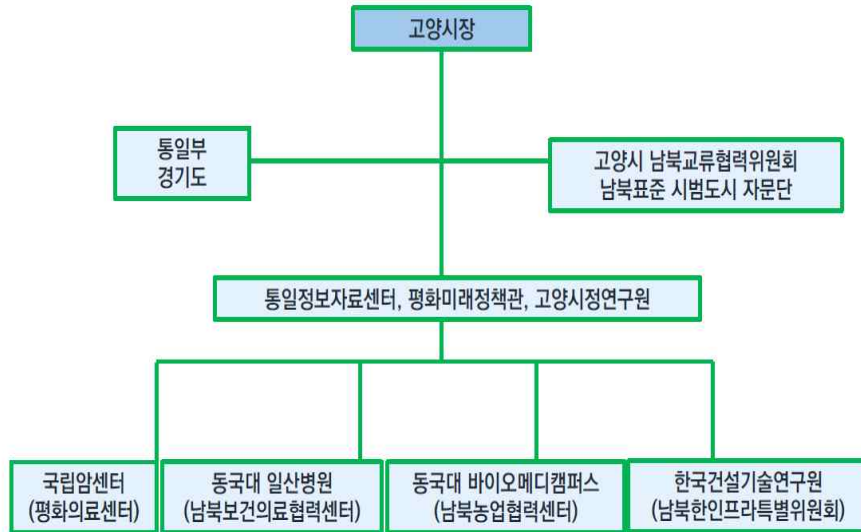 고양시장
통일부
경기도
고양시 남북교류협력위원회
남북표준 시범도시 자문단
통일정보자료센터, 평화미래정책관, 고양시정연구원
국립암센터
(평화의료센터)
동국대 일산병원
(남북보건의료협력센터)
동국대 바이오메디캠퍼스
(남북농업협력센터)
한국건설기술연구원
(남북한인프라특별위원회)